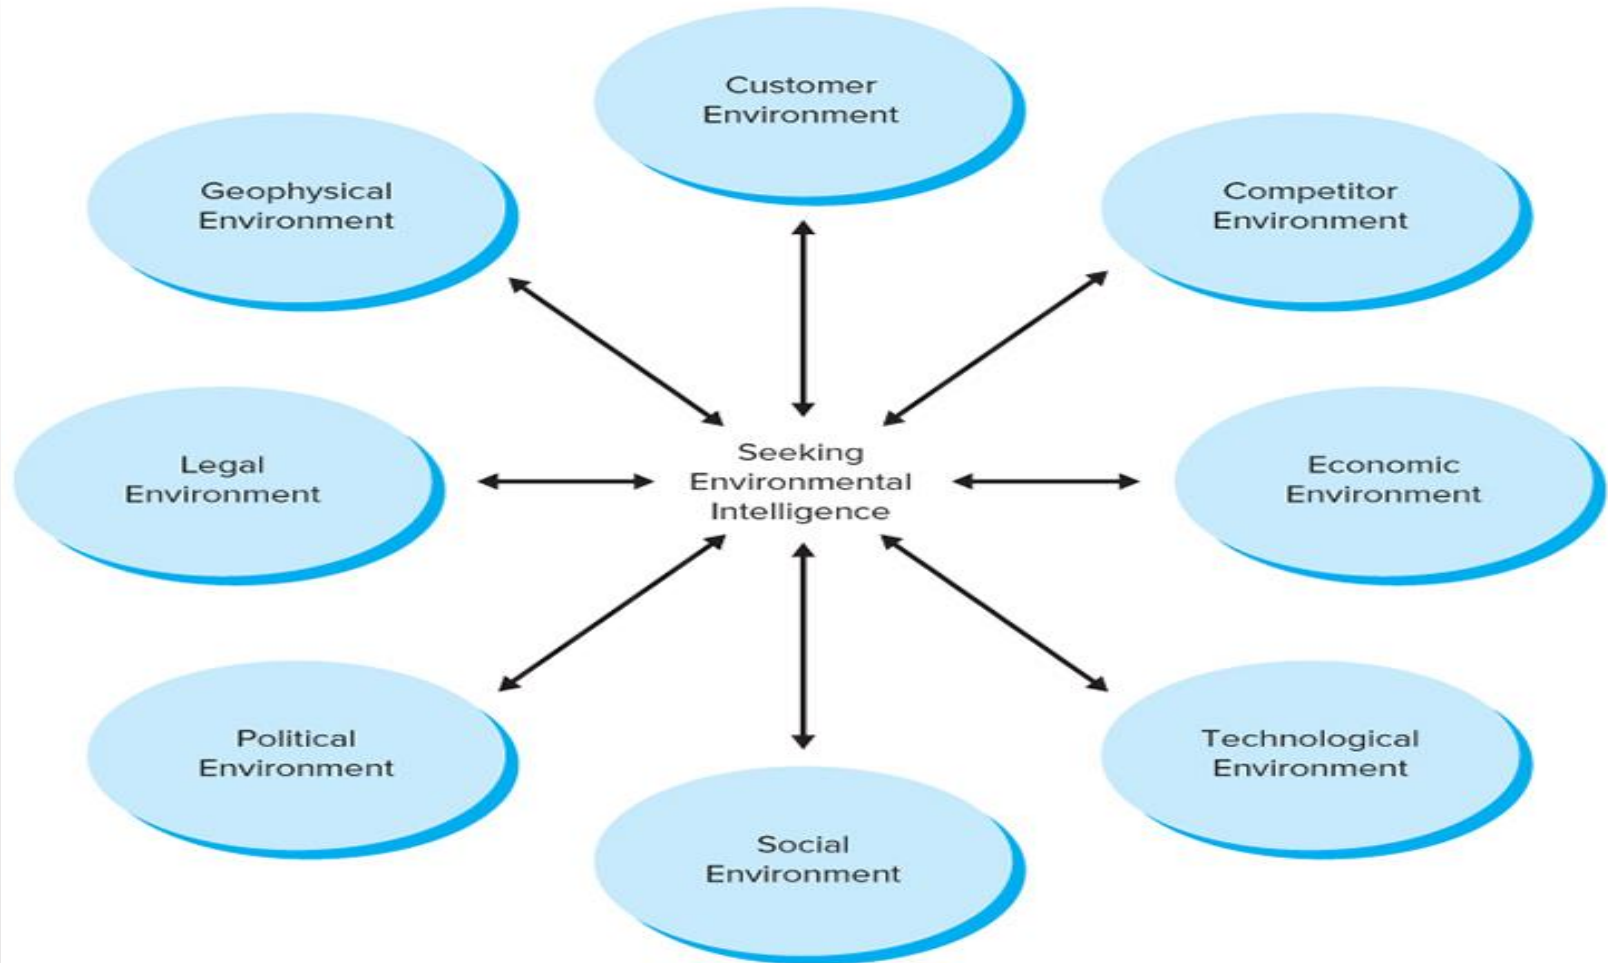 Customer
Environment
Geophysical
Environment
Competitor
Environment
Seeking
Environmental
Intelligence
Legal
Environment
Economic
Environment
Political
Environment
Technological
Environment
Social
Environment